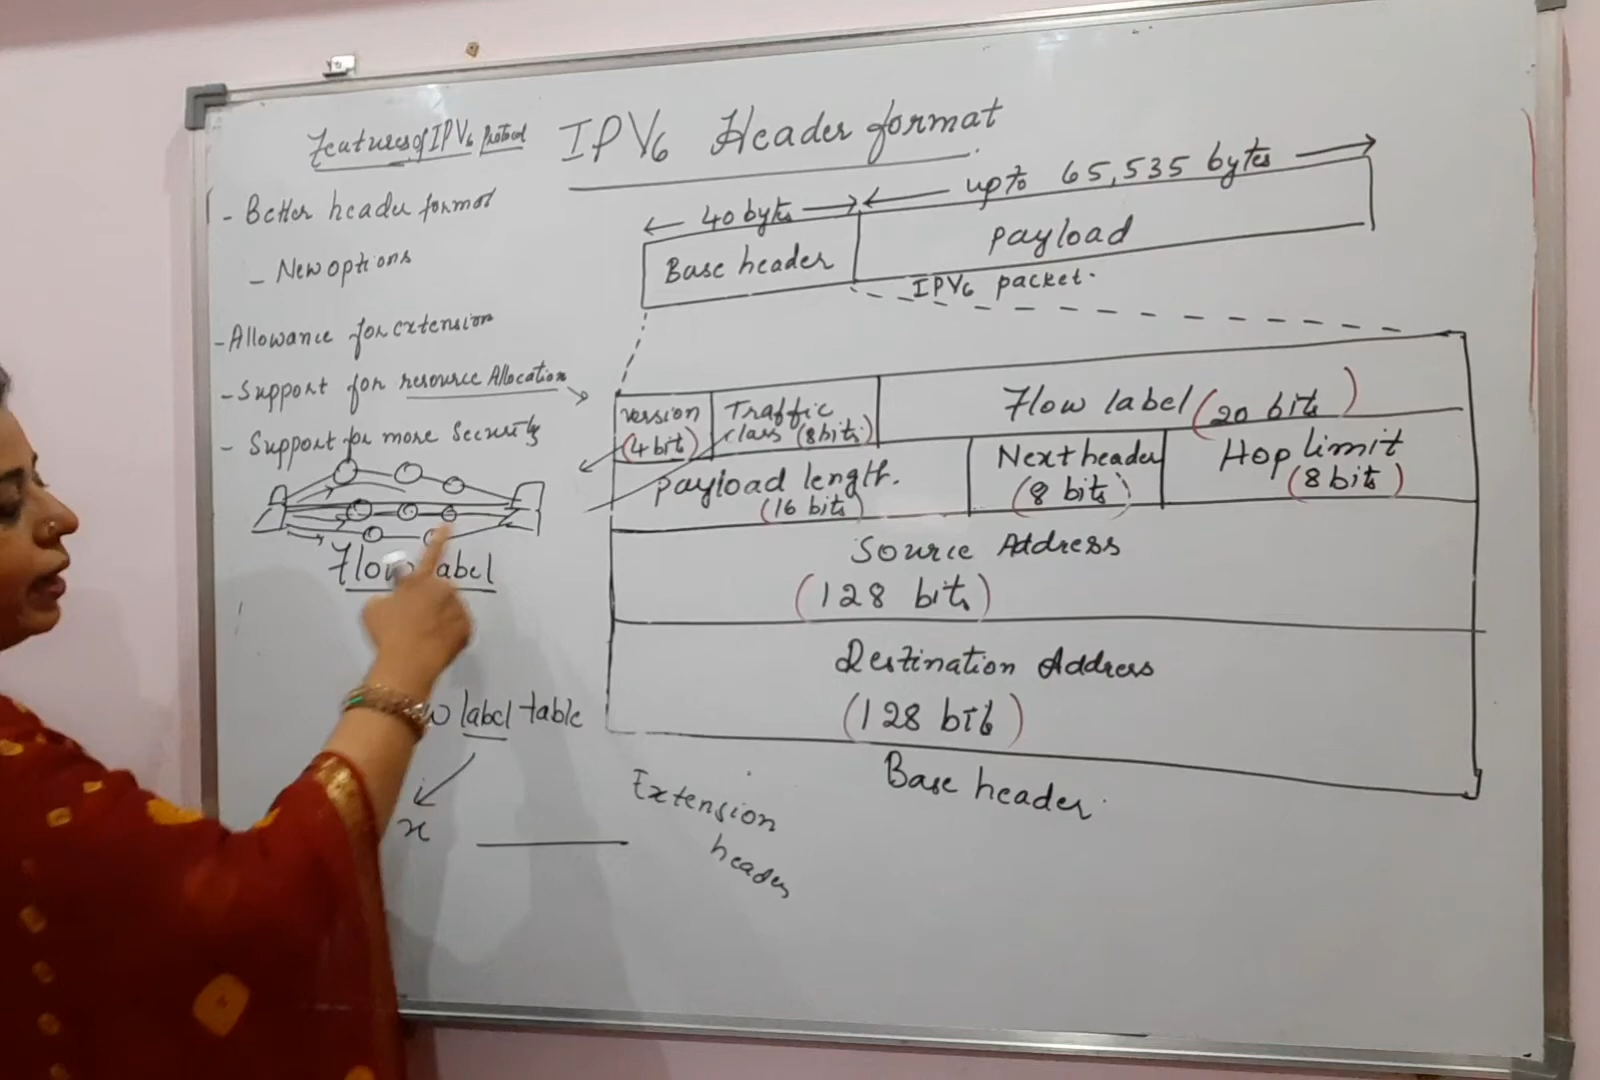 Features of IPV6 Protocol
IPV6 Header format
- Better header format
- New options
- Allowance for extension
- Support for resource Allocation
- Support for more Security
Flow label
label table
x
40 bytes
upto 65,535 bytes
Base header
payload
IPV6 packet.
version
(4 bit)
Traffic
class (8 bits)
Flow label (20 bits)
payload length.
(16 bits)
Next header
(8 bits)
Hop limit
(8 bits)
Source Address
(128 bits)
Destination Address
(128 bits)
Base header.
Extension
header